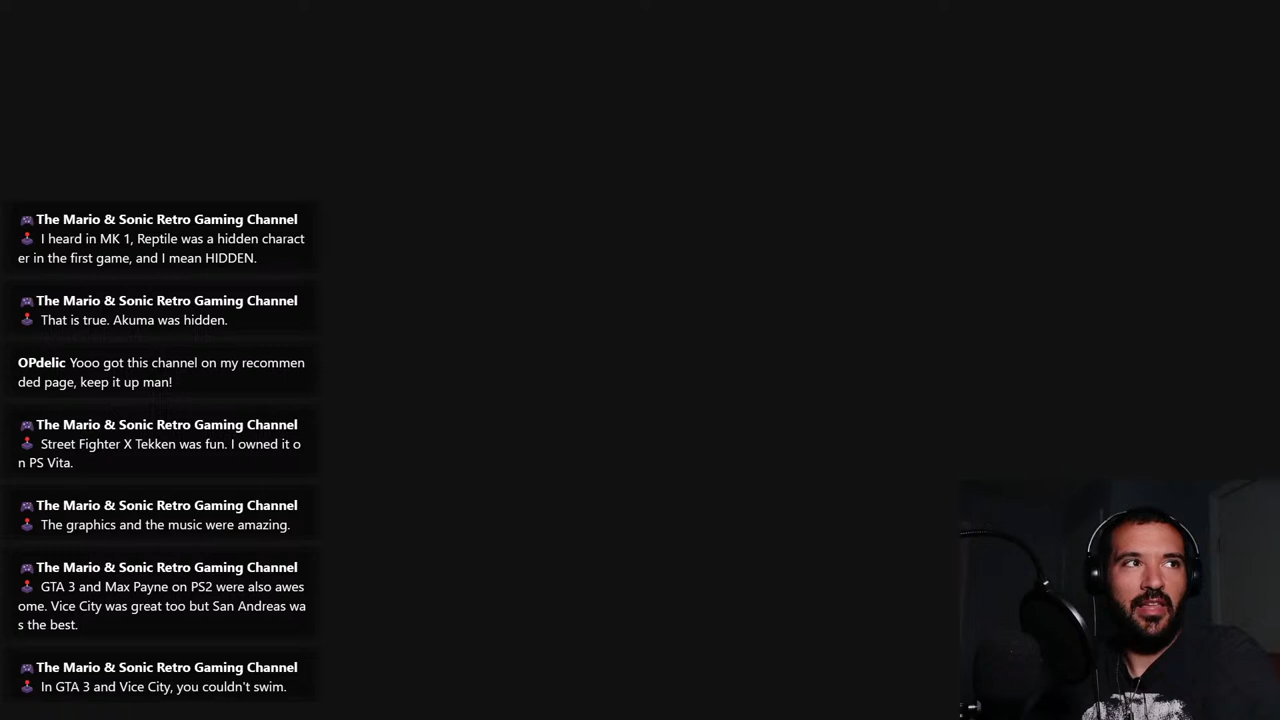 🎮The Mario & Sonic Retro Gaming Channel
🕹️ I heard in MK 1, Reptile was a hidden charact
er in the first game, and I mean HIDDEN.
🎮The Mario & Sonic Retro Gaming Channel
🕹️ That is true. Akuma was hidden.
OPdelic Yooo got this channel on my recommen
ded page, keep it up man!
🎮The Mario & Sonic Retro Gaming Channel
🕹️ Street Fighter X Tekken was fun. I owned it o
n PS Vita.
🎮The Mario & Sonic Retro Gaming Channel
🕹️ The graphics and the music were amazing.
🎮The Mario & Sonic Retro Gaming Channel
🕹️ GTA 3 and Max Payne on PS2 were also awes
ome. Vice City was great too but San Andreas wa
s the best.
🎮The Mario & Sonic Retro Gaming Channel
🕹️ In GTA 3 and Vice City, you couldn't swim.